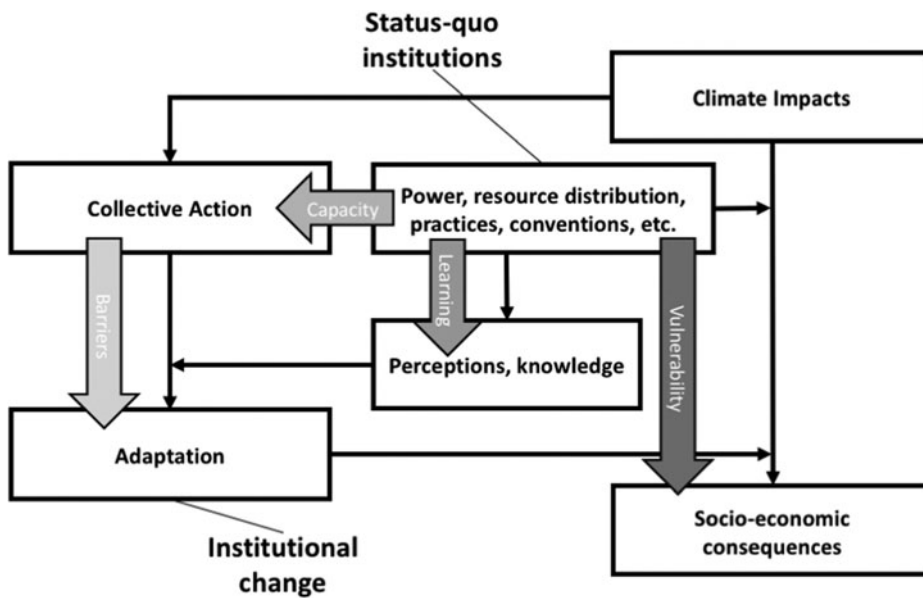 Status-quo
institutions
Climate Impacts
Collective Action
Capacity
Power, resource distribution,
practices, conventions, etc.
Barriers
Learning
Vulnerability
Perceptions, knowledge
Adaptation
Socio-economic
consequences
Institutional
change